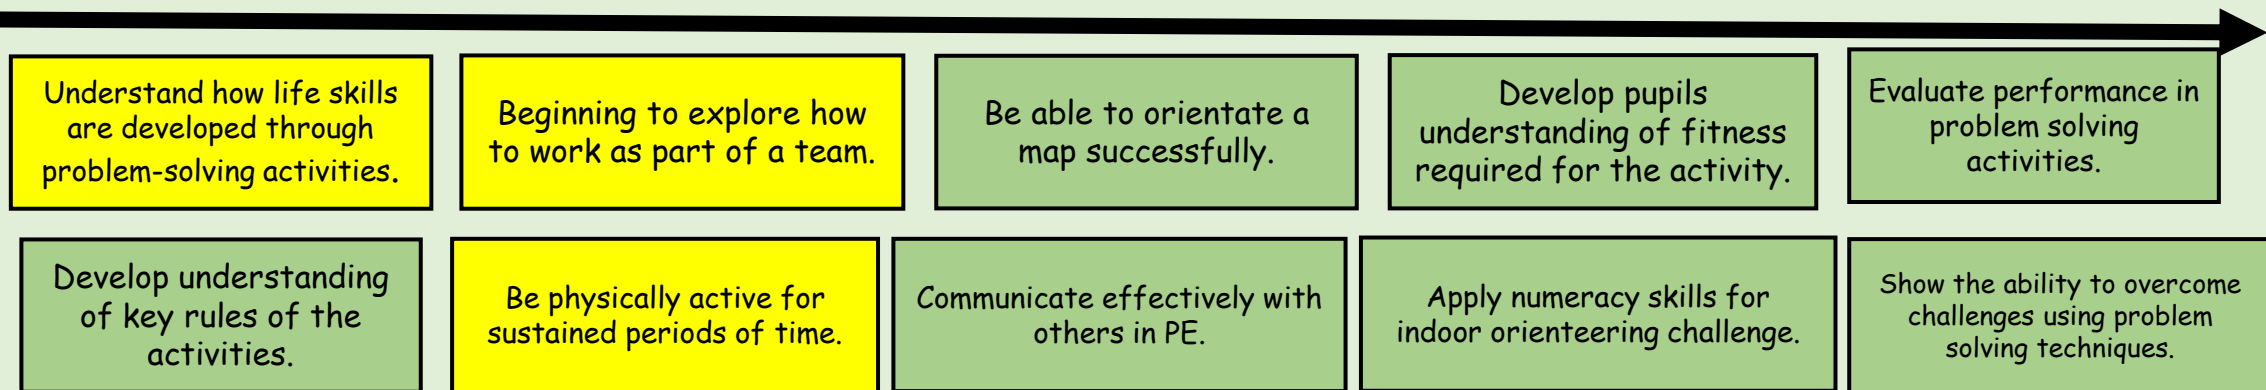 Understand how life skills
are developed through
problem-solving activities.
Beginning to explore how
to work as part of a team.
Be able to orientate a
map successfully.
Develop pupils
understanding of fitness
required for the activity.
Evaluate performance in
problem solving
activities.
Develop understanding
of key rules of the
activities.
Be physically active for
sustained periods of time.
Communicate effectively with
others in PE.
Apply numeracy skills for
indoor orienteering challenge.
Show the ability to overcome
challenges using problem
solving techniques.